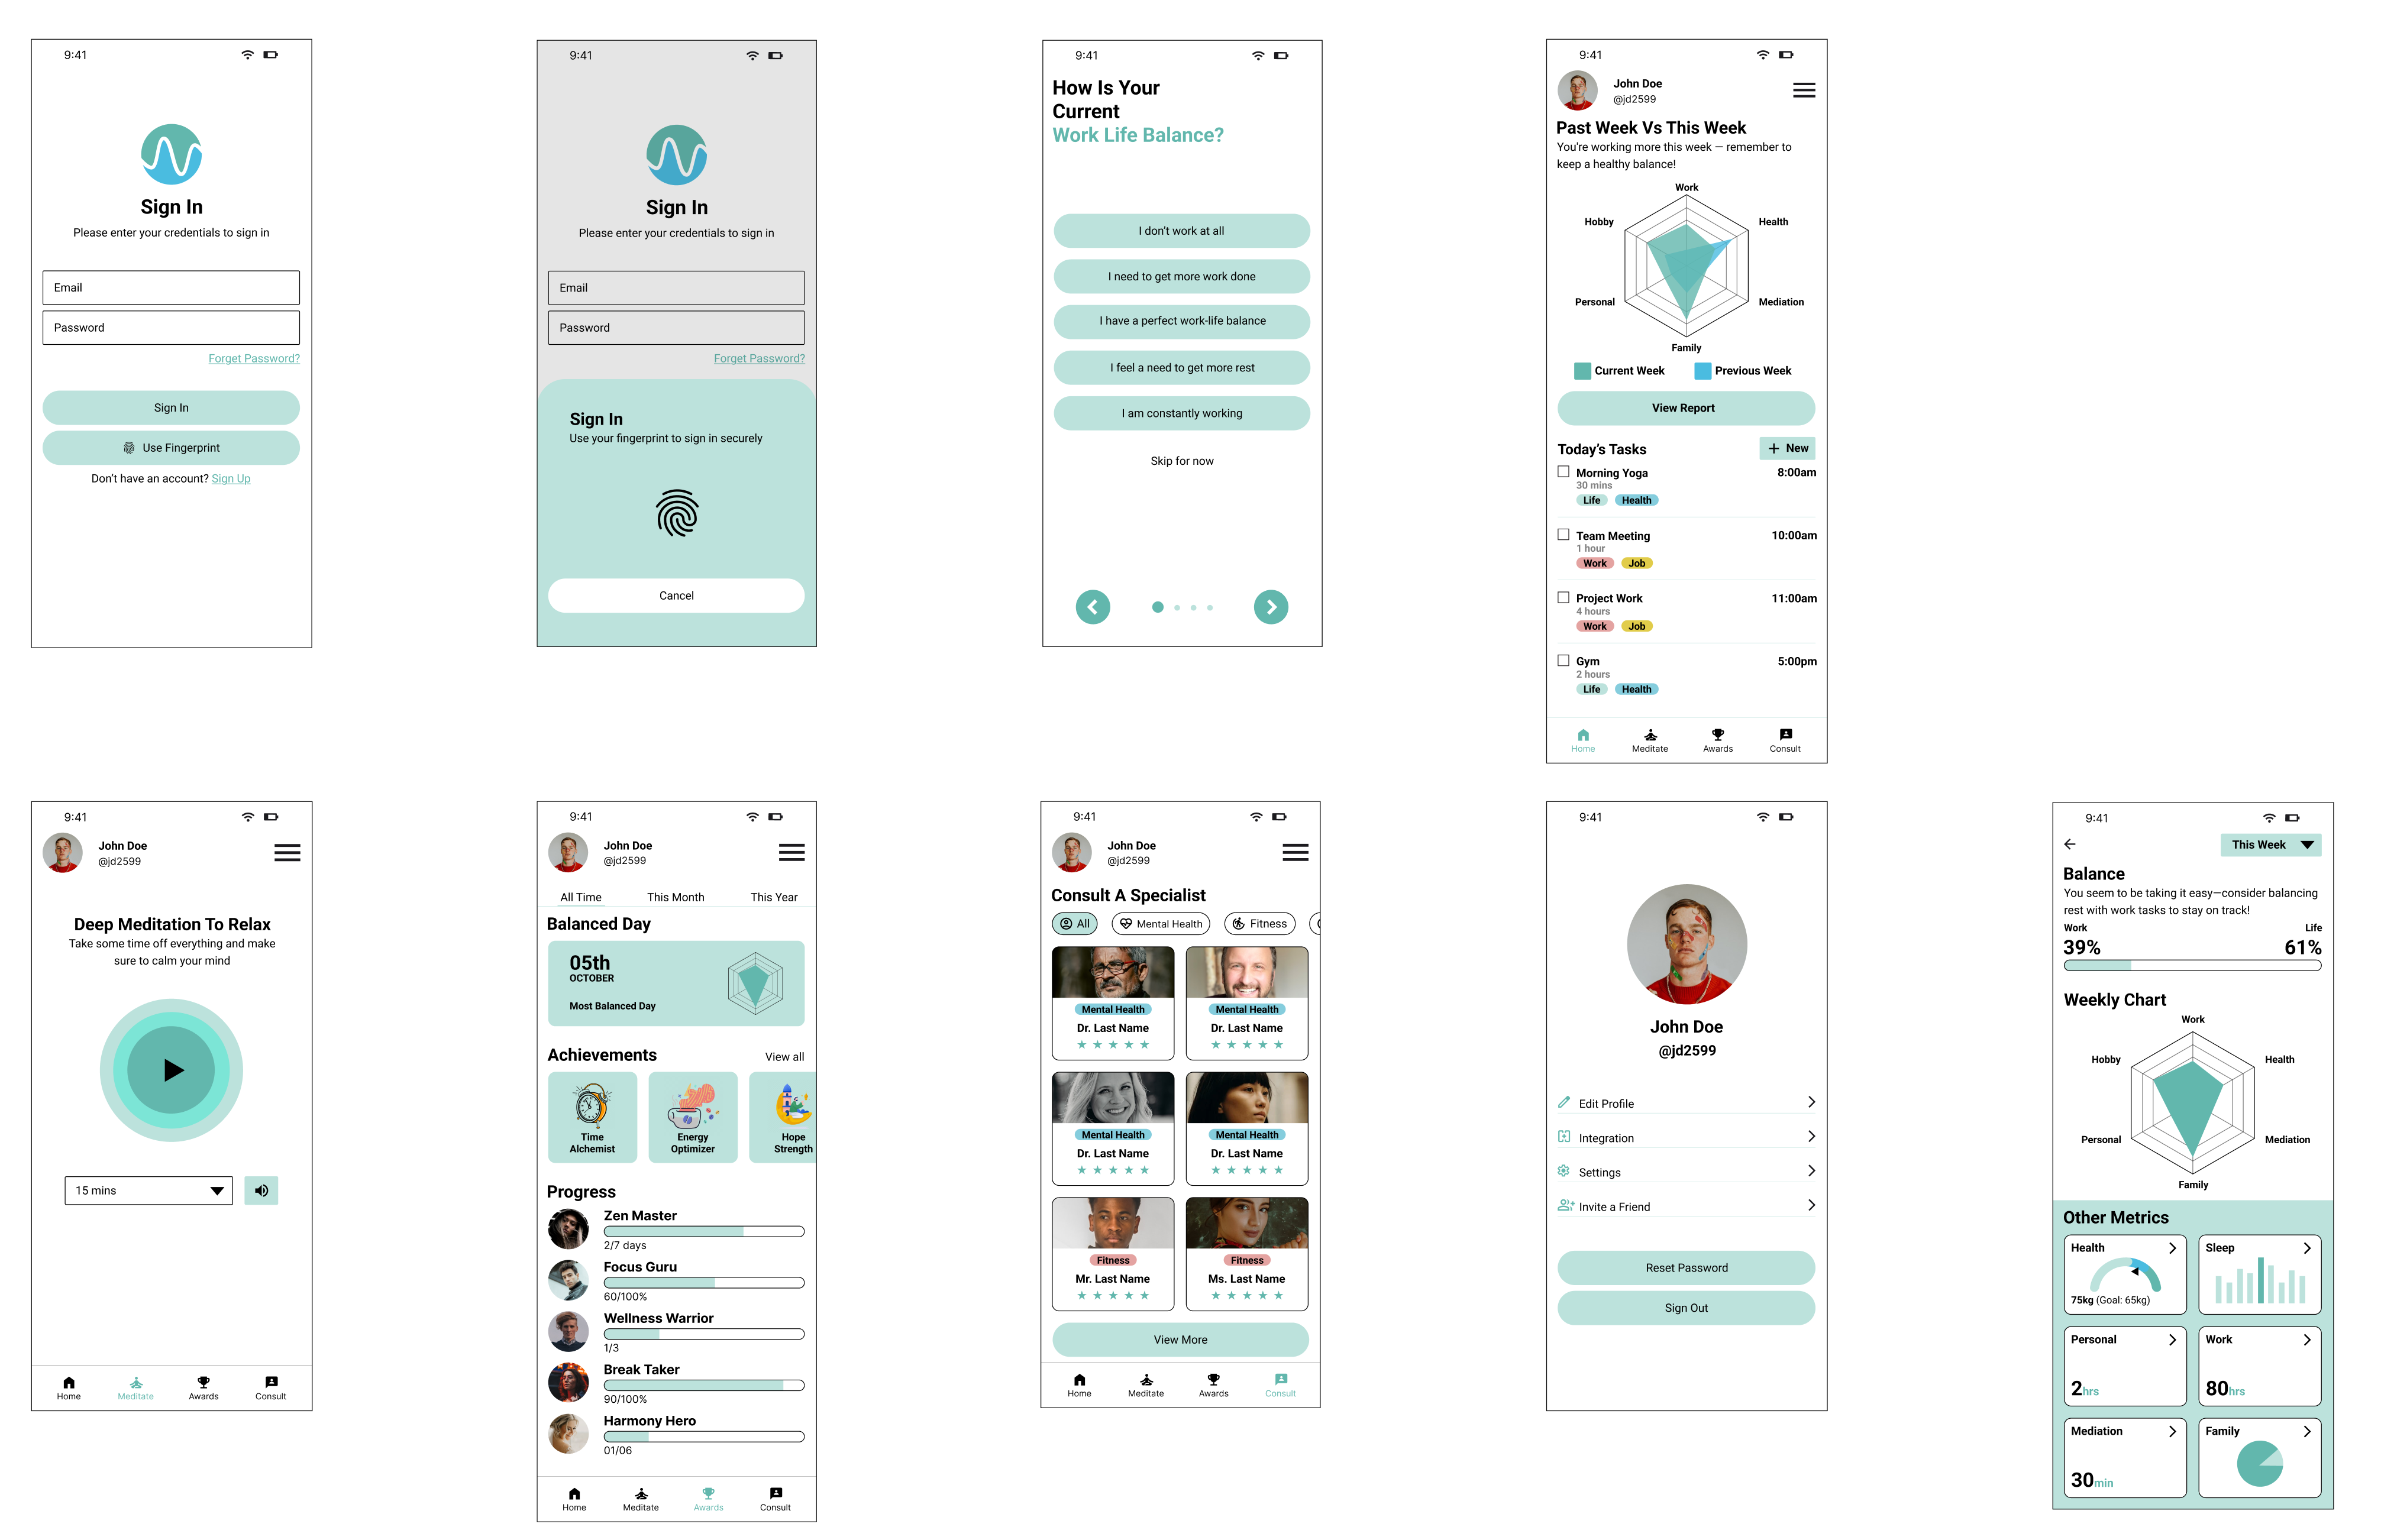 9:41
Sign In
Please enter your credentials to sign in
Email
Password
Forget Password?
Sign In
Use Fingerprint
Don't have an account? Sign Up
9:41
Sign In
Please enter your credentials to sign in
Email
Password
Forget Password?
Sign In
Use your fingerprint to sign in securely
Cancel
9:41
How Is Your
Current
Work Life Balance?
I don't work at all
I need to get more work done
I have a perfect work-life balance
I feel a need to get more rest
I am constantly working
Skip for now
9:41
John Doe
@jd2599
Past Week Vs This Week
You're working more this week — remember to
keep a healthy balance!
Work
Hobby
Health
Personal
Mediation
Family
Current Week
Previous Week
View Report
Today's Tasks
New
Morning Yoga
8:00am
30 mins
Life
Health
Team Meeting
10:00am
1 hour
Work
Job
Project Work
11:00am
4 hours
Work
Job
Gym
5:00pm
2 hours
Life
Health
Home
Meditate
Awards
Consult
9:41
John Doe
@jd2599
Deep Meditation To Relax
Take some time off everything and make
sure to calm your mind
15 mins
Home
Meditate
Awards
Consult
9:41
John Doe
@jd2599
All Time
This Month
This Year
Balanced Day
05th
OCTOBER
Most Balanced Day
Achievements
View all
Time
Alchemist
Energy
Optimizer
Hope
Strength
Progress
Zen Master
2/7 days
Focus Guru
60/100%
Wellness Warrior
1/3
Break Taker
90/100%
Harmony Hero
01/06
Home
Meditate
Awards
Consult
9:41
John Doe
@jd2599
Consult A Specialist
All
Mental Health
Fitness
Mental Health
Dr. Last Name
Mental Health
Dr. Last Name
Mental Health
Dr. Last Name
Mental Health
Dr. Last Name
Fitness
Mr. Last Name
Fitness
Ms. Last Name
View More
Home
Meditate
Awards
Consult
9:41
John Doe
@jd2599
Edit Profile
Integration
Settings
Invite a Friend
Reset Password
Sign Out
9:41
This Week
Balance
You seem to be taking it easy—consider balancing
rest with work tasks to stay on track!
Work
Life
39%
61%
Weekly Chart
Work
Hobby
Health
Personal
Mediation
Family
Other Metrics
Health
75kg (Goal: 65kg)
Sleep
Personal
2hrs
Work
80hrs
Mediation
30min
Family